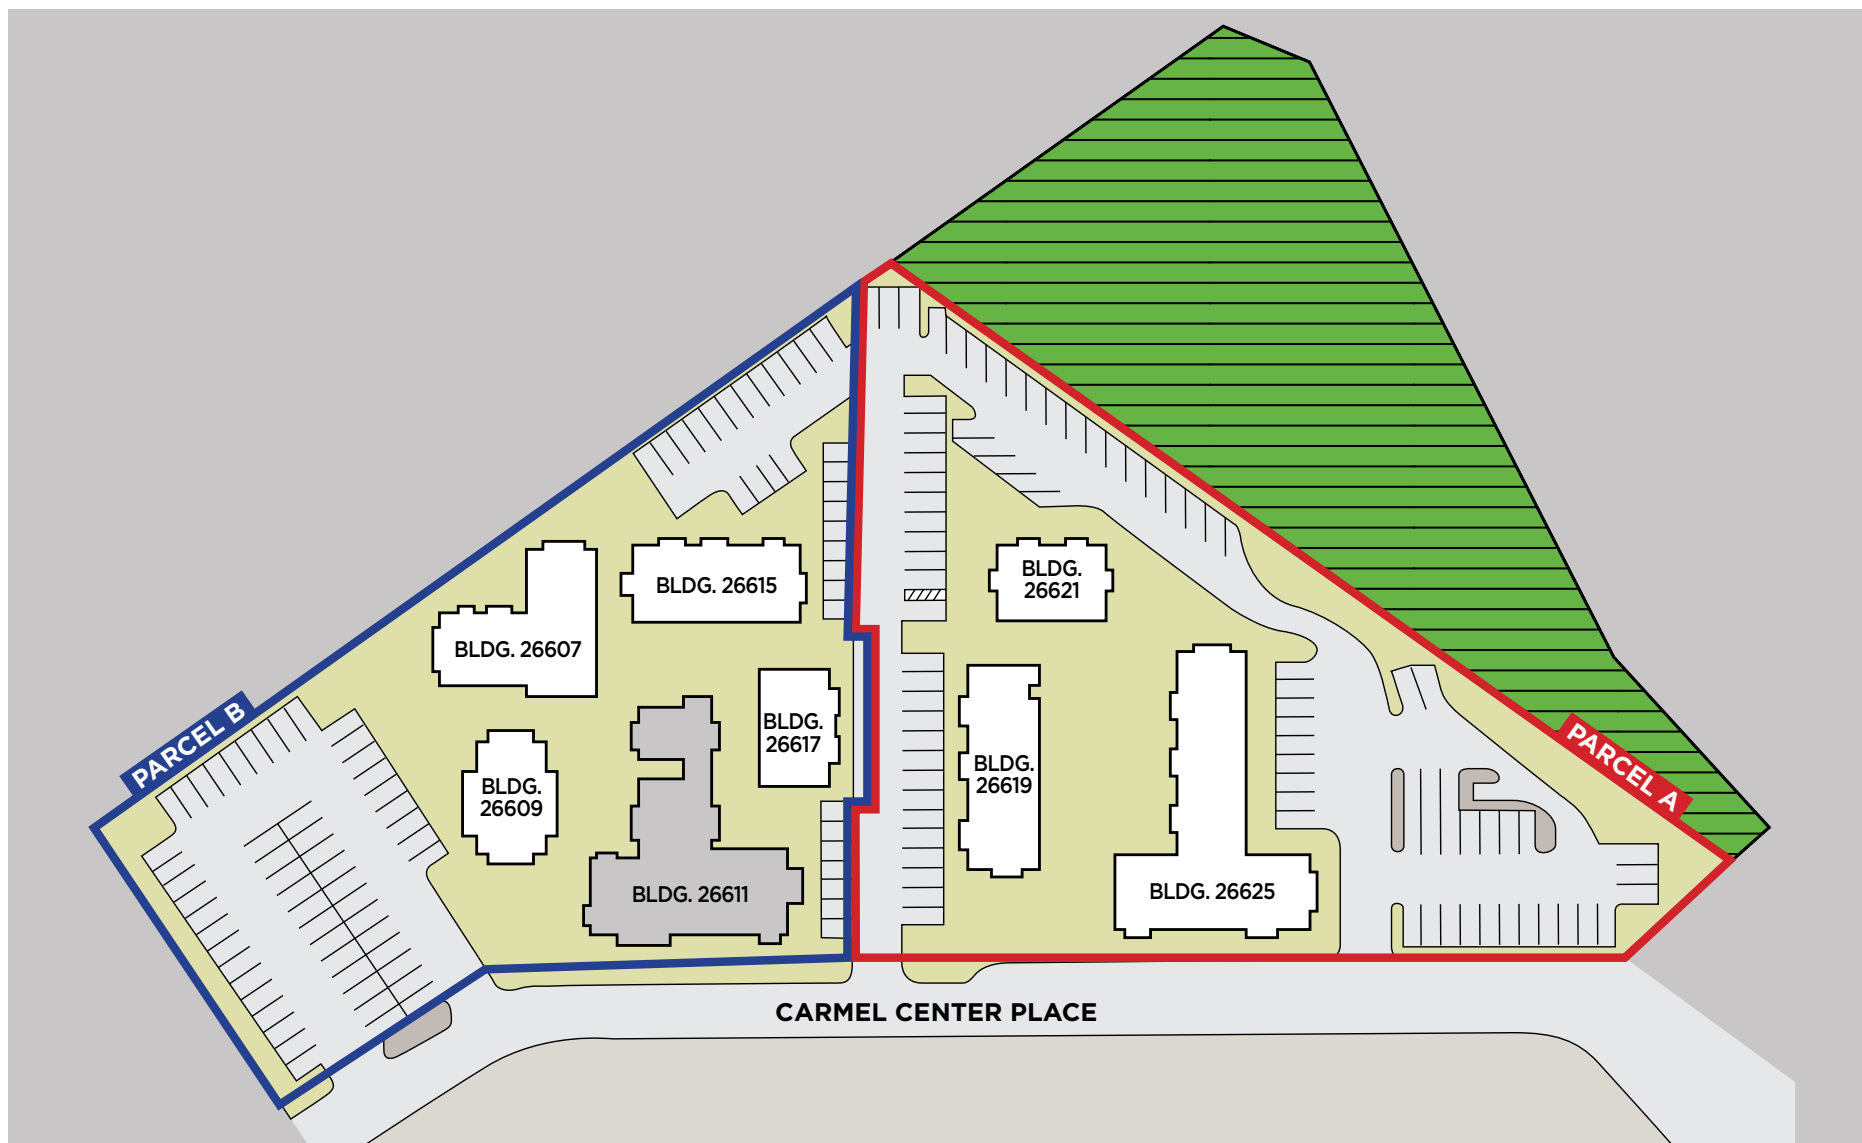 BLDG. 26615
BLDG.
26621
BLDG. 26607
PARCEL B
BLDG.
26617
PARCEL A
BLDG.
26609
BLDG.
26619
BLDG. 26611
BLDG. 26625
CARMEL CENTER PLACE